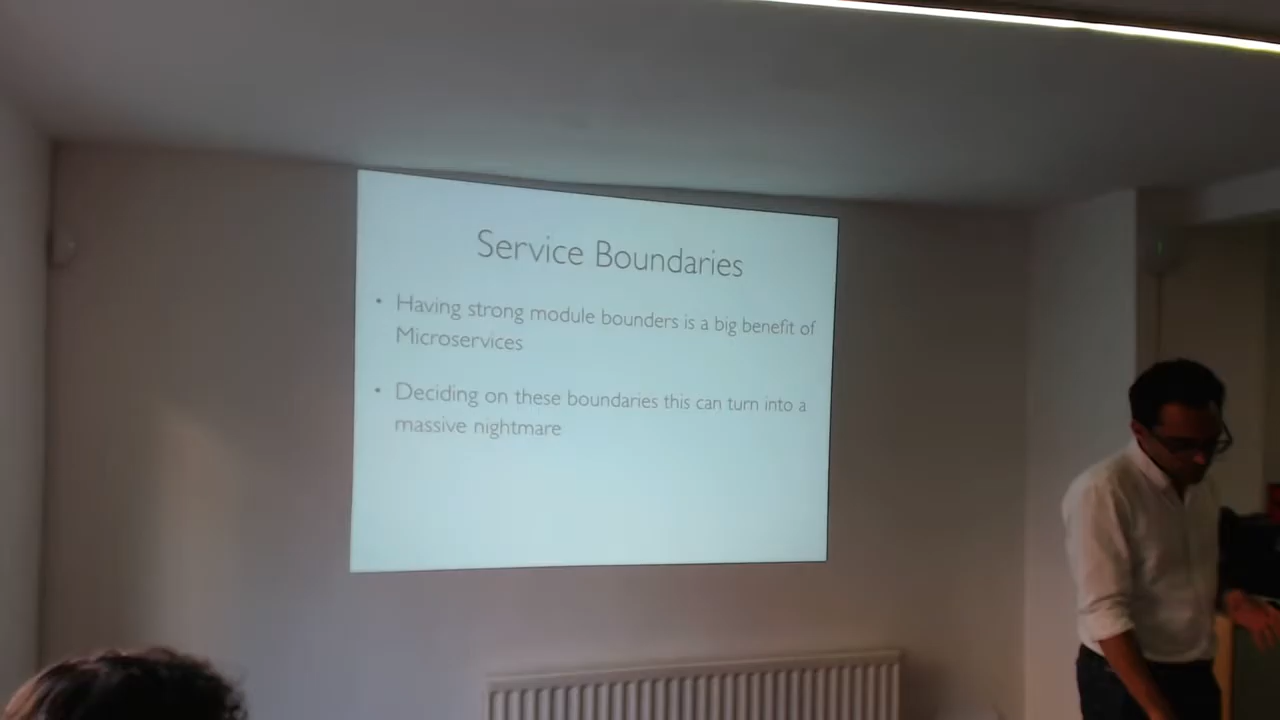 Service Boundaries
• Having strong module bounders is a big benefit of
Microservices
• Deciding on these boundaries this can turn into a
massive nightmare